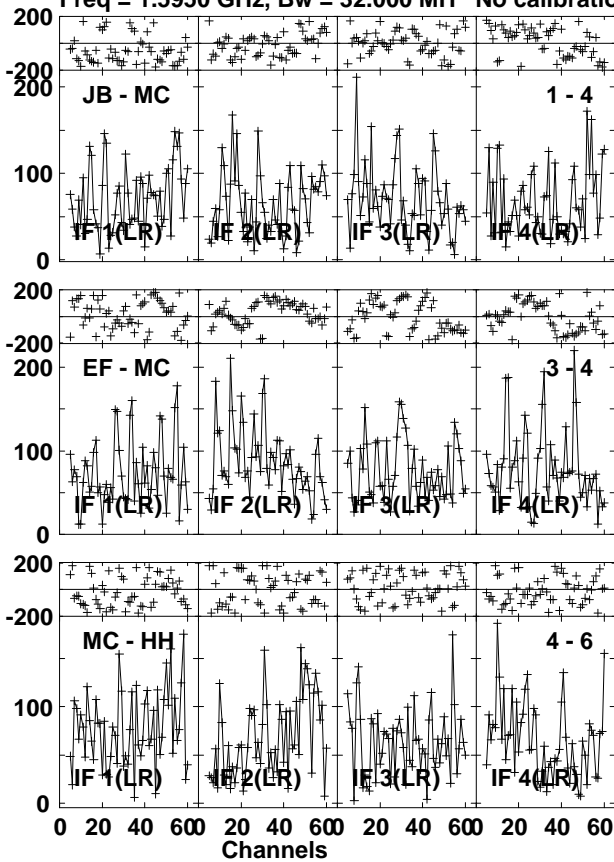 Freq = 1.5950 GHz, Bw = 32.000 MH No calibratio
200
-200
JB - MC
1 - 4
200
100
0
IF 1(LR) IF 2(LR) IF 3(LR) IF 4(LR)
200
-200
EF - MC
3 - 4
200
100
0
IF 1(LR) IF 2(LR) IF 3(LR) IF 4(LR)
200
-200
MC - HH
4 - 6
100
0
IF 1(LR) IF 2(LR) IF 3(LR) IF 4(LR)
0 20 40 60 0 20 40 60 0 20 40 60 0 20 40 60
Channels